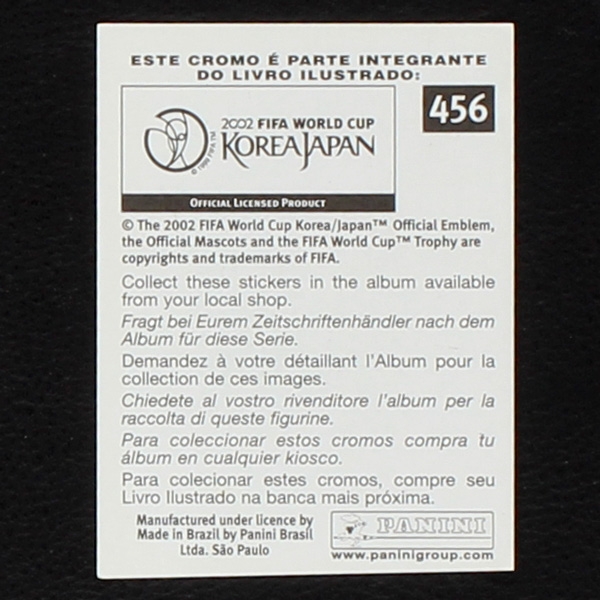 ESTE CROMO É PARTE INTEGRANTE
DO LIVRO ILUSTRADO:
456
2002 FIFA WORLD CUP
KOREAJAPAN
© 1999 FIFA TM
OFFICIAL LICENSED PRODUCT
© The 2002 FIFA World Cup Korea/Japan™ Official Emblem,
the Official Mascots and the FIFA World Cup™ Trophy are
copyrights and trademarks of FIFA.
Collect these stickers in the album available
from your local shop.
Fragt bei Eurem Zeitschriftenhändler nach dem
Album für diese Serie.
Demandez à votre détaillant l'Album pour la
collection de ces images.
Chiedete al vostro rivenditore l'album per la
raccolta di queste figurine.
Para coleccionar estos cromos compra tu
álbum en cualquier kiosco.
Para colecionar estes cromos, compre seu
Livro Ilustrado na banca mais próxima.
Manufactured under licence by
Made in Brazil by Panini Brasil
Ltda. São Paulo
PANINI
www.paninigroup.com